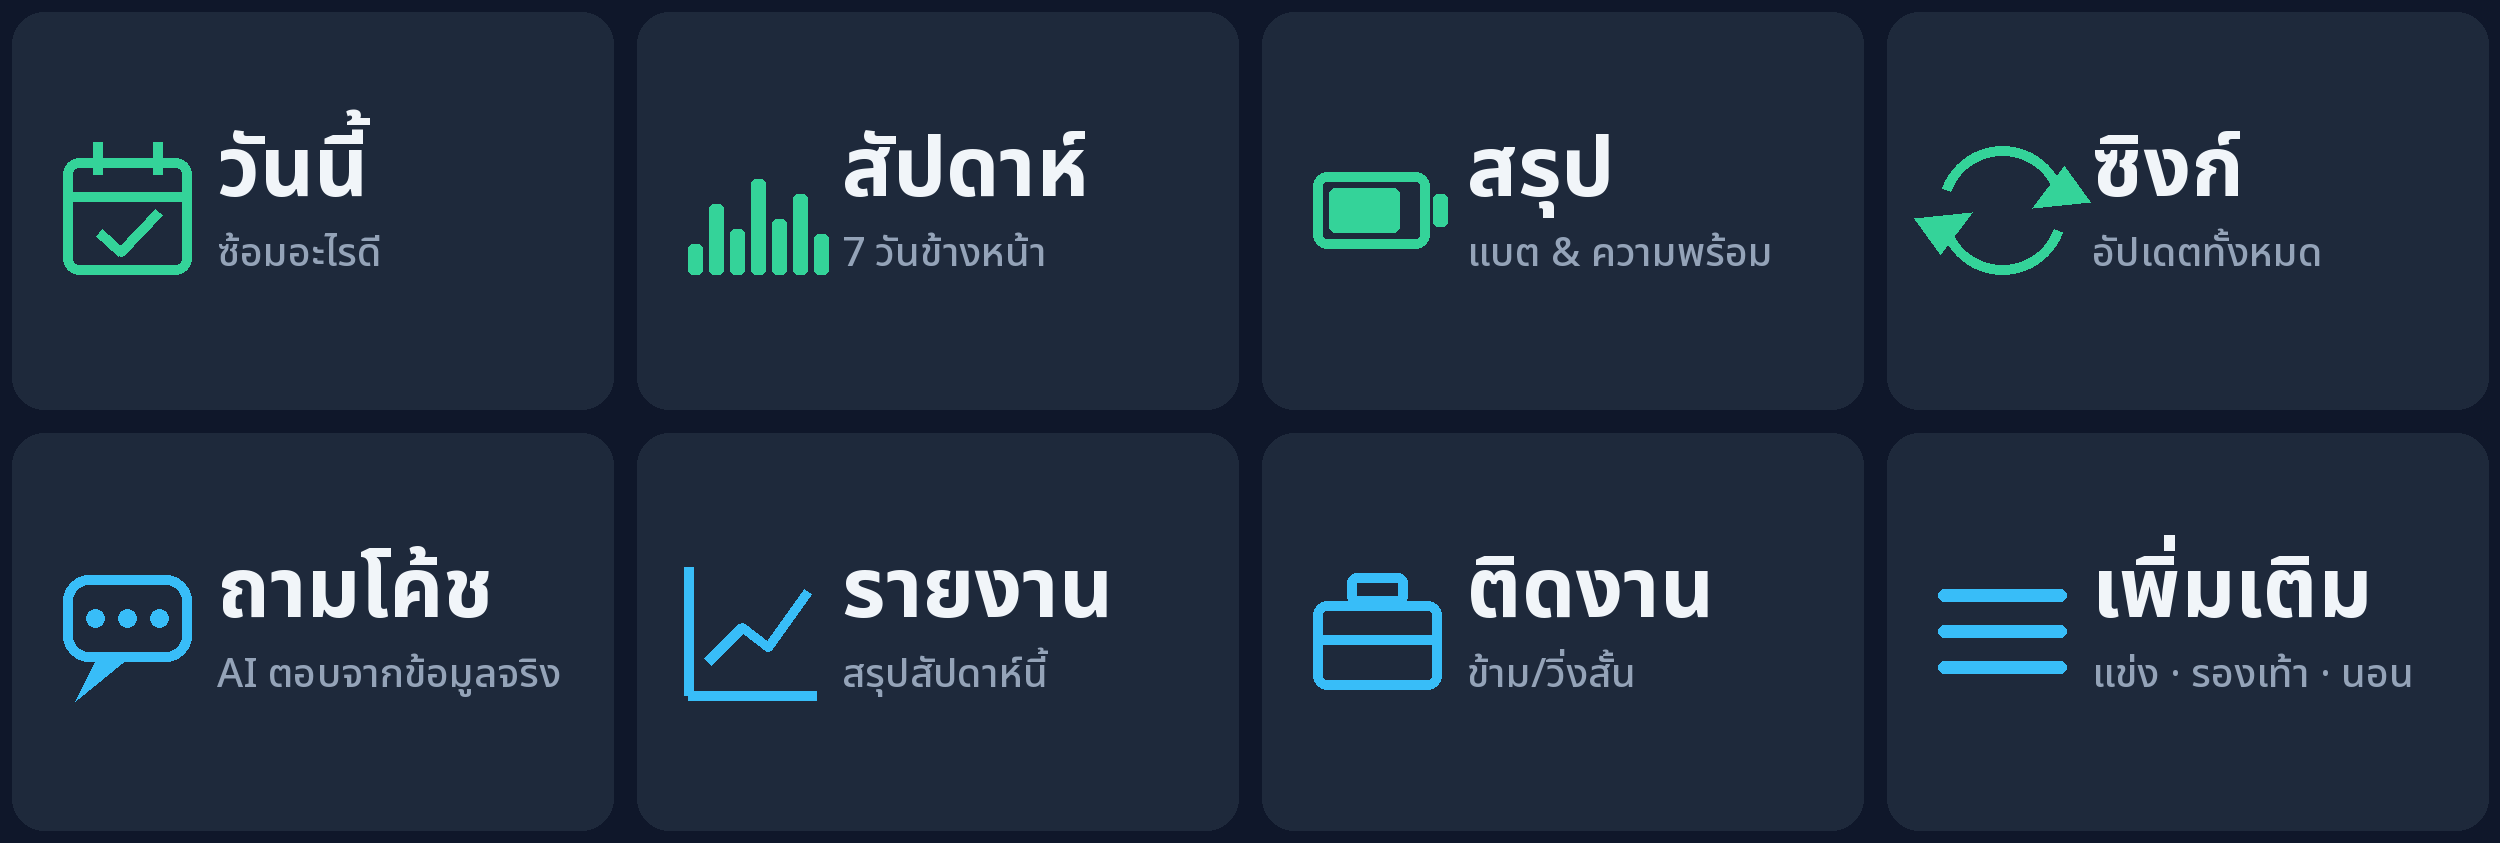 วันนี้
ซ้อมอะไรดี
สัปดาห์
7 วันข้างหน้า
สรุป
แบต & ความพร้อม
ซิงก์
อัปเดตทั้งหมด
ถามโค้ช
AI ตอบจากข้อมูลจริง
รายงาน
สรุปสัปดาห์นี้
ติดงาน
ข้าม/วิ่งสั้น
เพิ่มเติม
แข่ง · รองเท้า · นอน